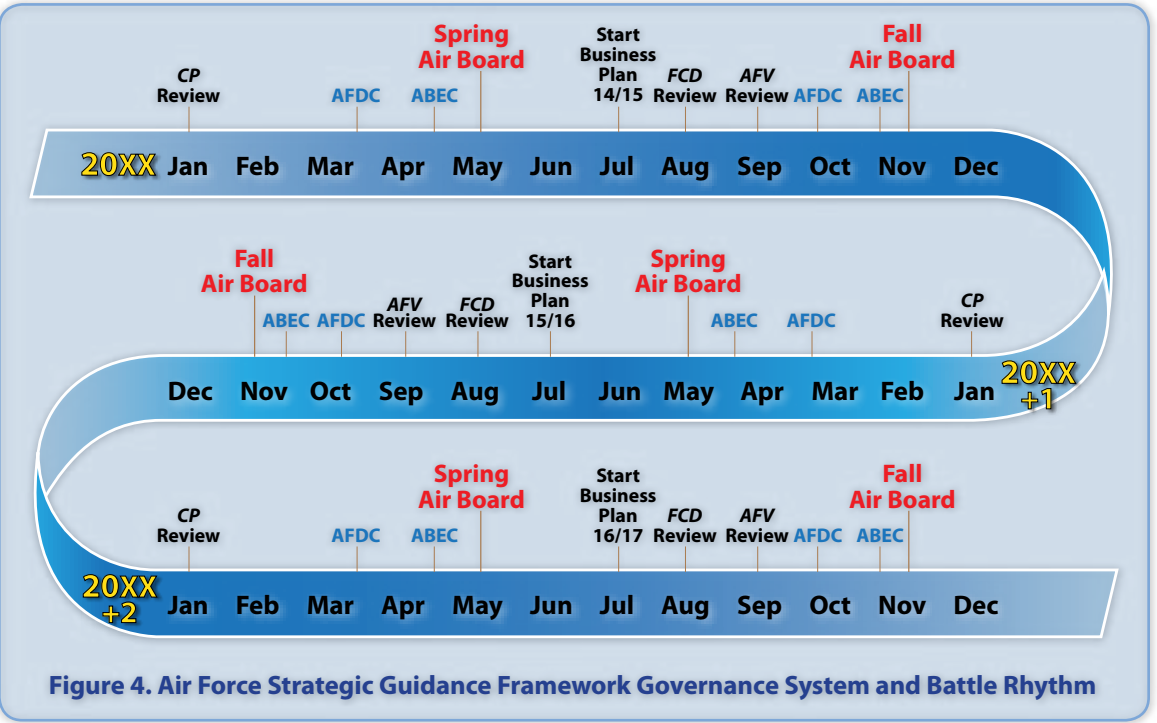 Spring
Air Board
Start
Business
Plan
14/15
Fall
Air Board
CP
Review
AFDC
ABEC
FCD
Review
AFV
Review
AFDC
ABEC
20XX Jan Feb Mar Apr May Jun Jul Aug Sep Oct Nov Dec
Fall
Air Board
Start
Business
Plan
15/16
Spring
Air Board
ABEC
AFDC
AFV
Review
FCD
Review
ABEC
AFDC
CP
Review
Dec Nov Oct Sep Aug Jul Jun May Apr Mar Feb Jan
20XX
+1
Spring
Air Board
Start
Business
Plan
16/17
Fall
Air Board
CP
Review
AFDC
ABEC
FCD
Review
AFV
Review
AFDC
ABEC
20XX
+2
Jan Feb Mar Apr May Jun Jul Aug Sep Oct Nov Dec
Figure 4. Air Force Strategic Guidance Framework Governance System and Battle Rhythm